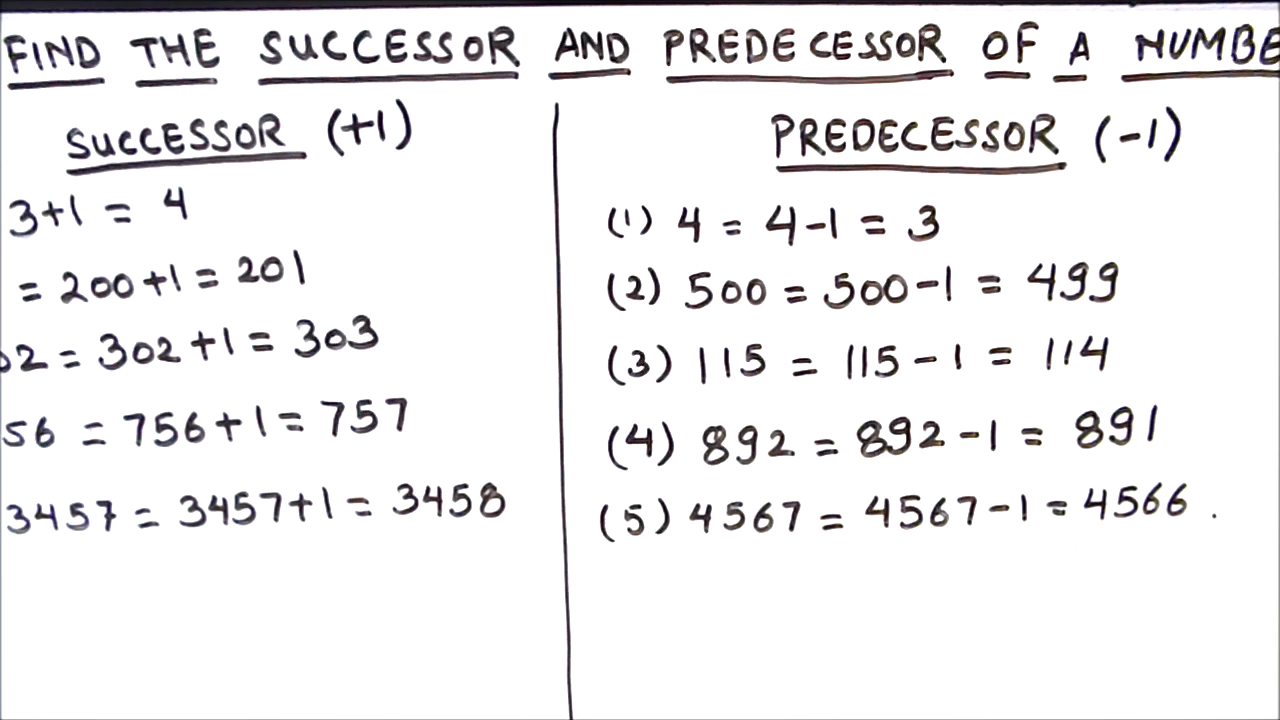 FIND THE SUCCESSOR AND PREDECESSOR OF A NUMBE
SUCCESSOR (+1)
3+1 = 4
= 200+1 = 201
02 = 302+1 = 303
56 = 756+1 = 757
3457 = 3457+1 = 3458
PREDECESSOR (-1)
(1) 4 = 4-1 = 3
(2) 500 = 500-1 = 499
(3) 115 = 115-1 = 114
(4) 892 = 892-1 = 891
(5) 4567 = 4567-1 = 4566 .